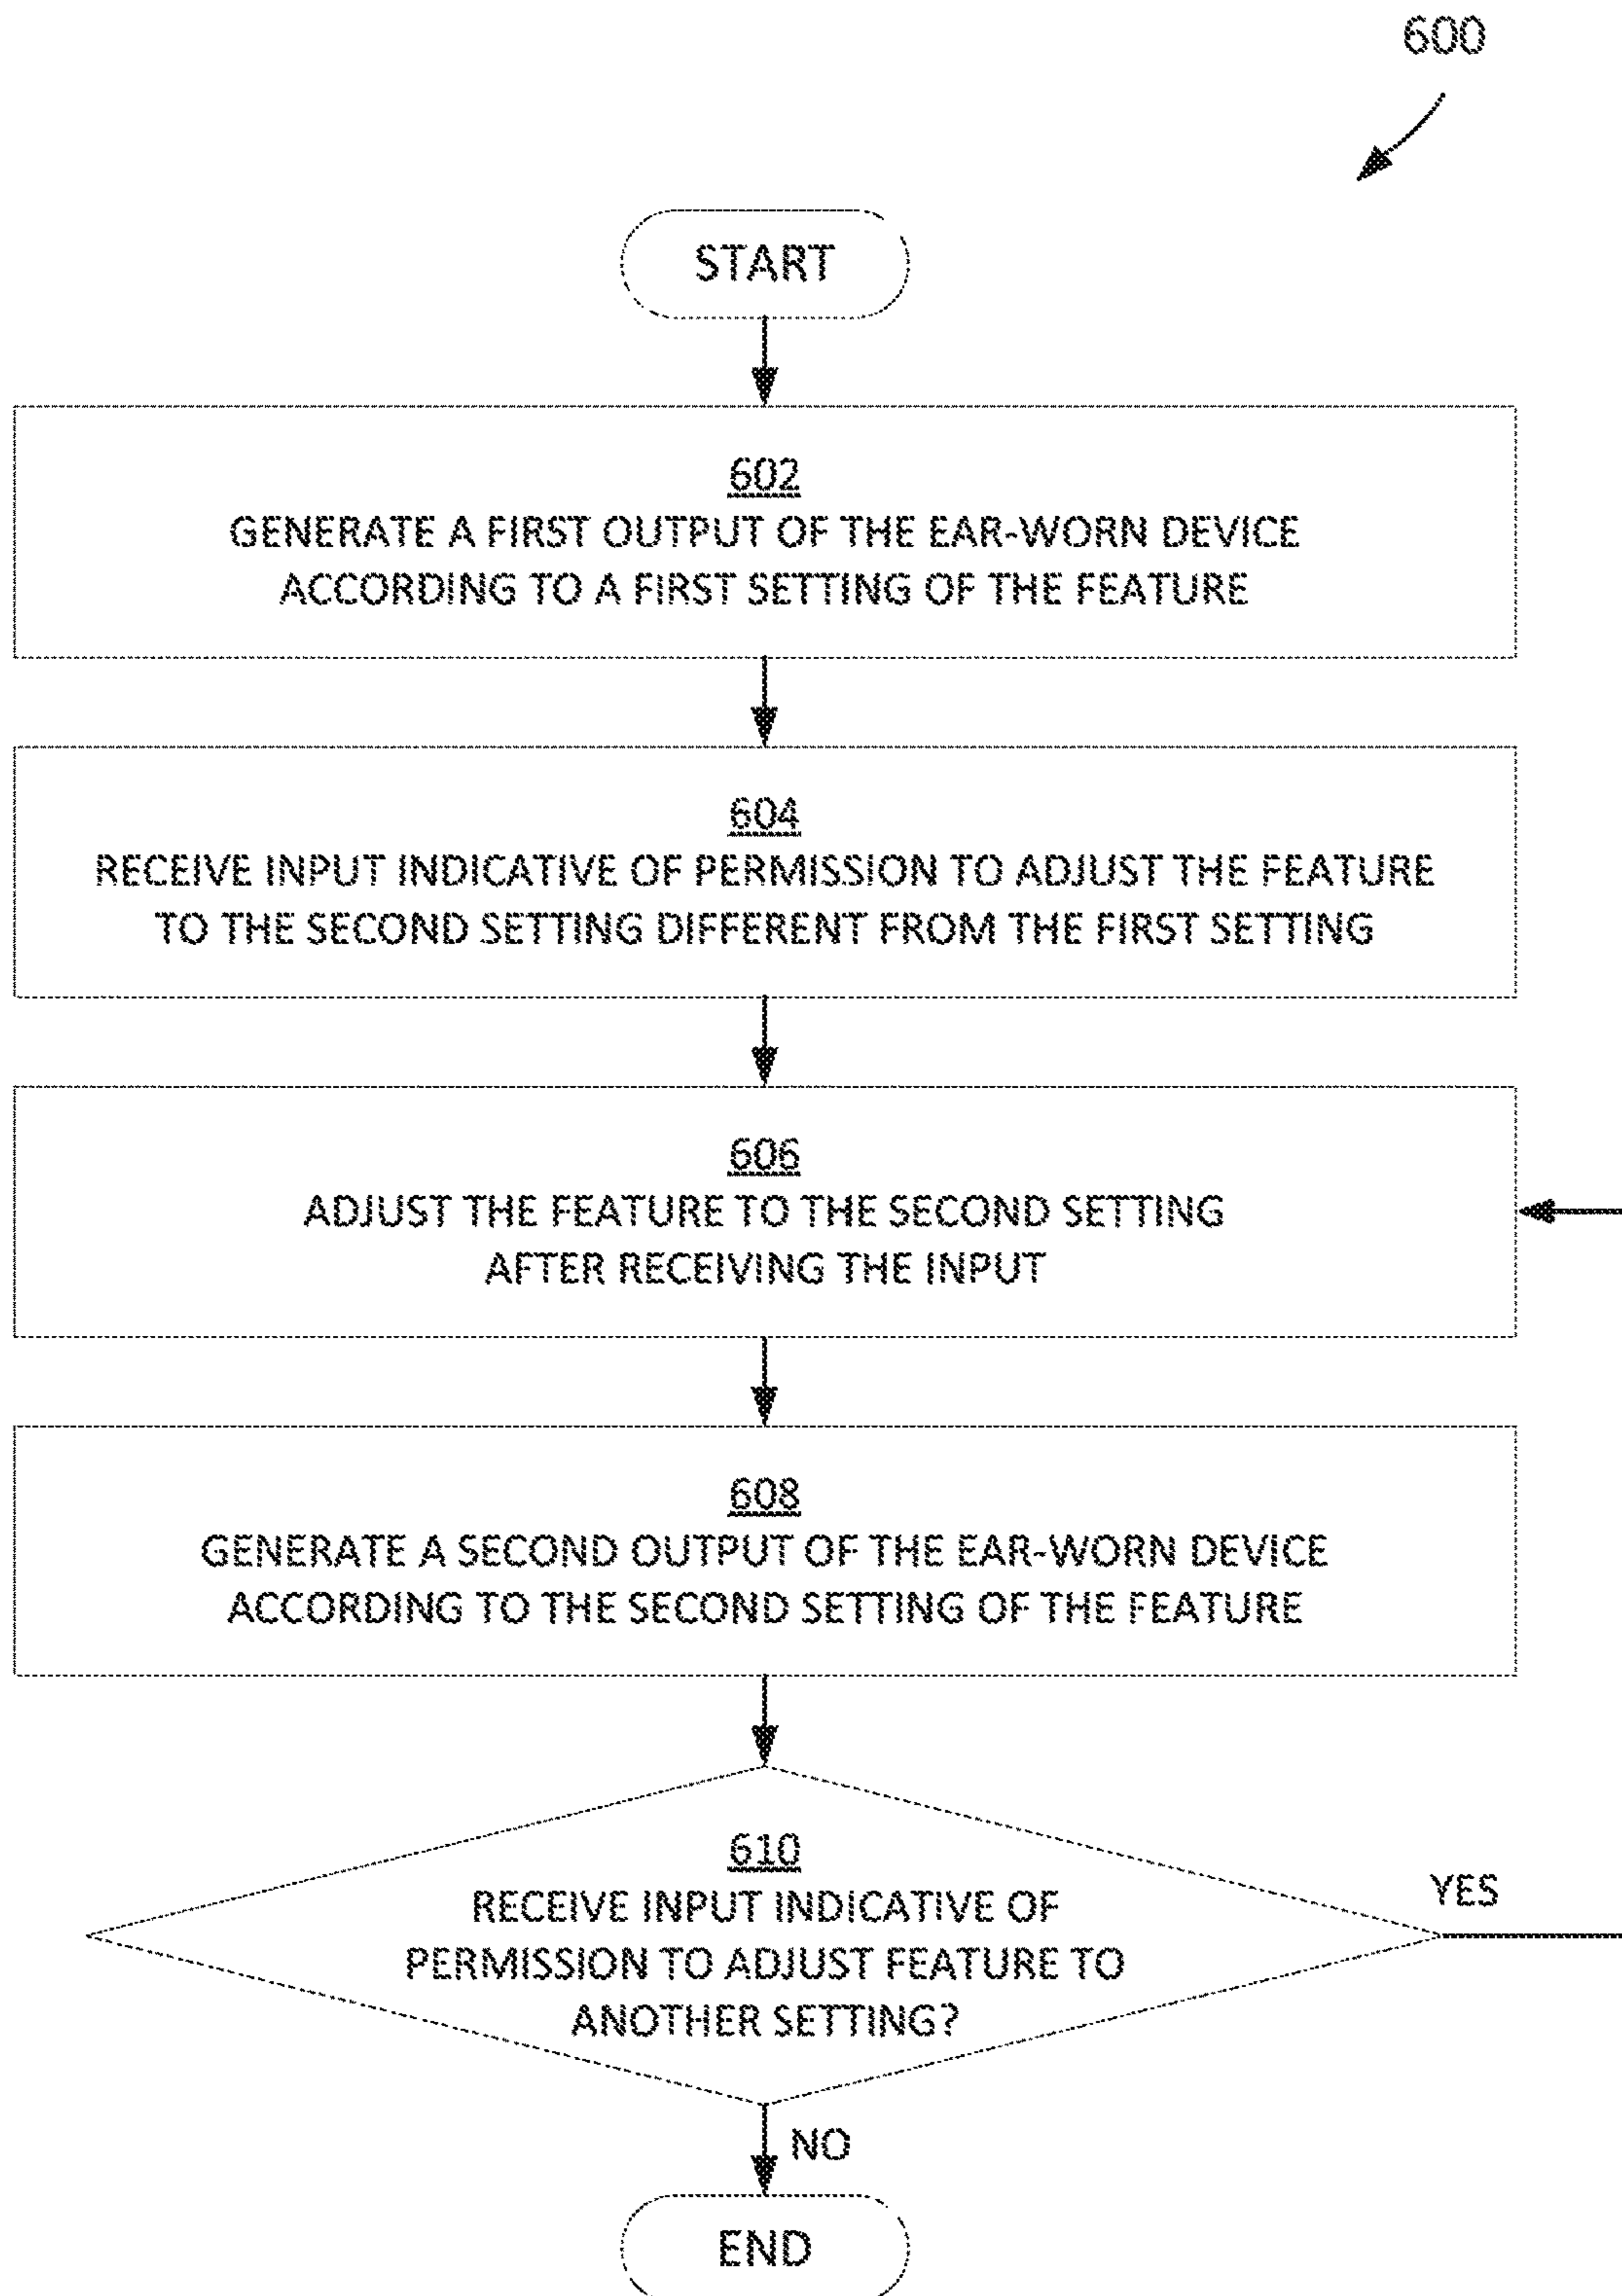 600
START
602
GENERATE A FIRST OUTPUT OF THE EAR-WORN DEVICE
ACCORDING TO A FIRST SETTING OF THE FEATURE
604
RECEIVE INPUT INDICATIVE OF PERMISSION TO ADJUST THE FEATURE
TO THE SECOND SETTING DIFFERENT FROM THE FIRST SETTING
606
ADJUST THE FEATURE TO THE SECOND SETTING
AFTER RECEIVING THE INPUT
608
GENERATE A SECOND OUTPUT OF THE EAR-WORN DEVICE
ACCORDING TO THE SECOND SETTING OF THE FEATURE
610
RECEIVE INPUT INDICATIVE OF
PERMISSION TO ADJUST FEATURE TO
ANOTHER SETTING?
YES
NO
END